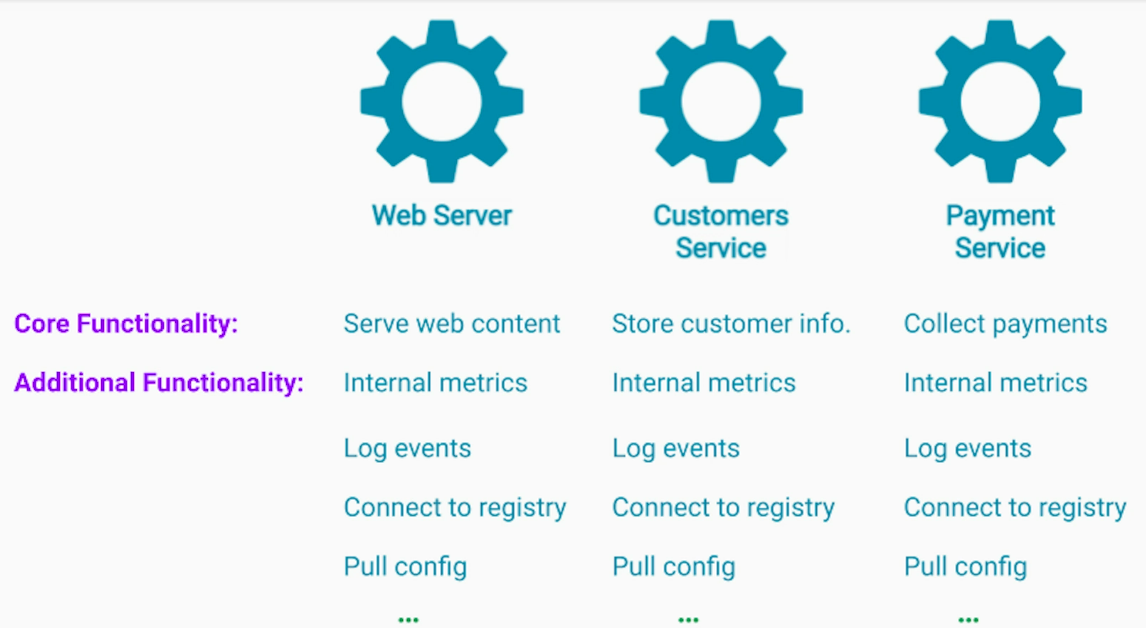 Web Server
Customers
Service
Payment
Service
Core Functionality: Serve web content Store customer info. Collect payments
Additional Functionality: Internal metrics Internal metrics Internal metrics
Log events Log events Log events
Connect to registry Connect to registry Connect to registry
Pull config Pull config Pull config
... ... ...